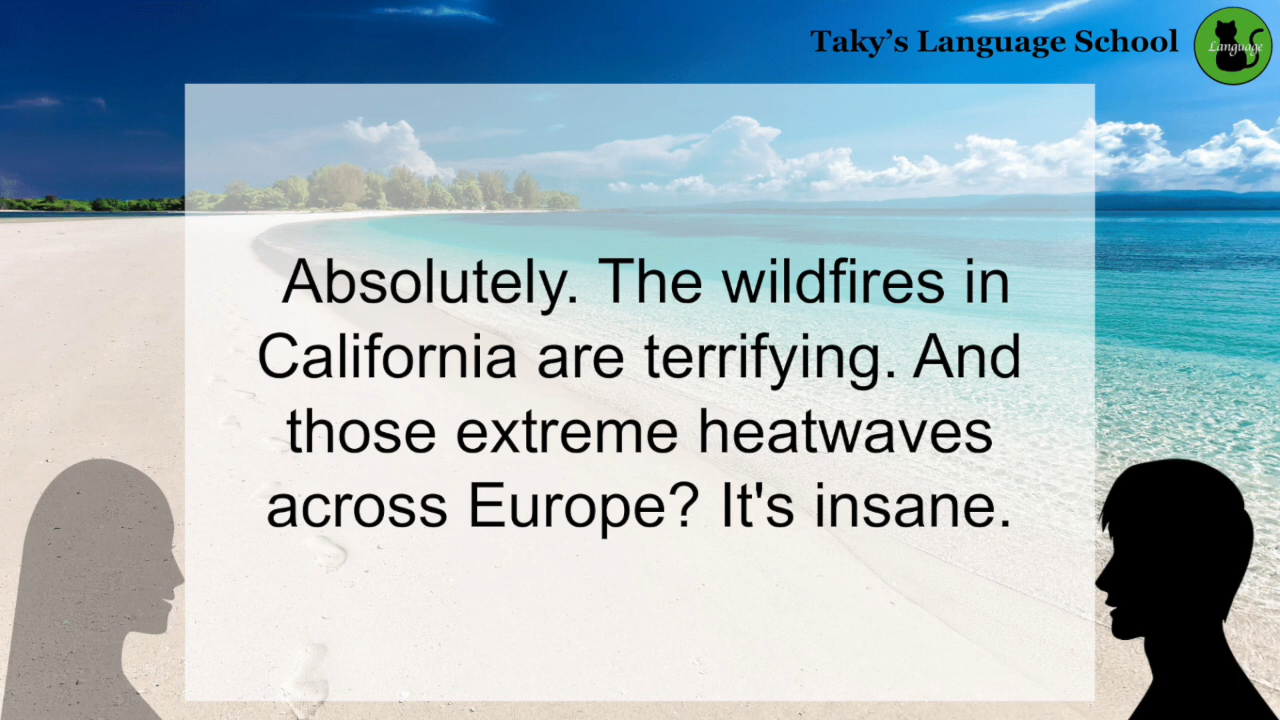 Taky's Language School
Language
Absolutely. The wildfires in
California are terrifying. And
those extreme heatwaves
across Europe? It's insane.